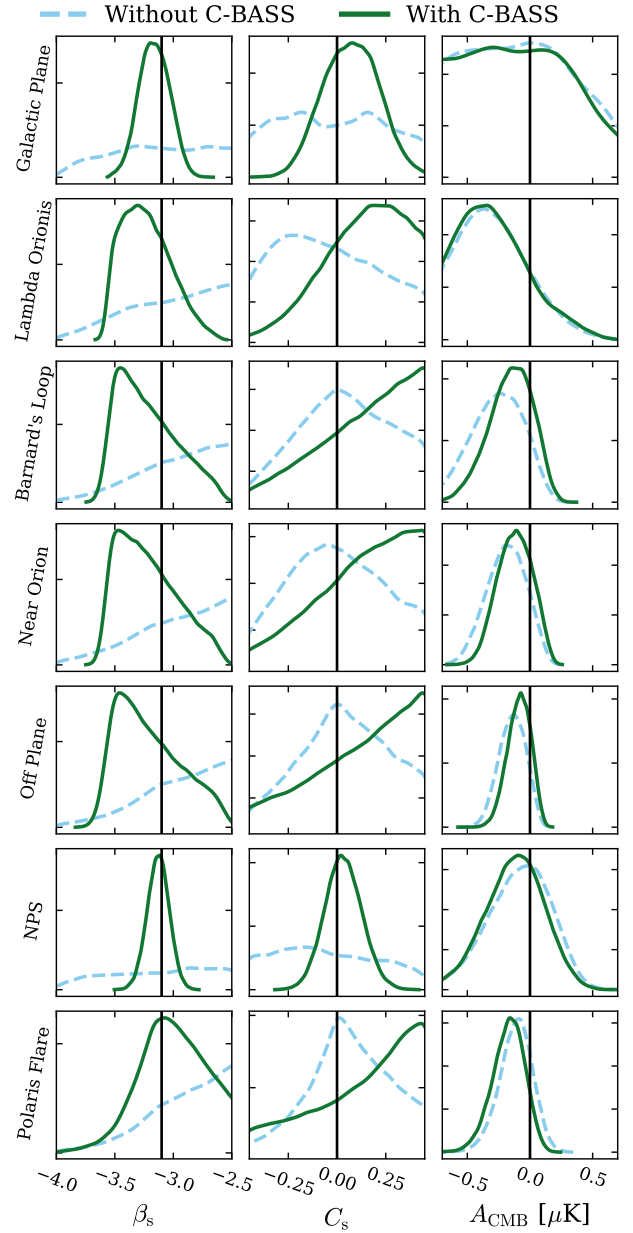 Without C-BASS With C-BASS
Galactic Plane
Lambda Orionis
Barnard's Loop
Near Orion
Off Plane
NPS
Polaris Flare
−4.0 −3.5 −3.0 −2.5 −0.25 0.00 0.25 −0.5 0.0 0.5
βs Cs ACMB [μK]